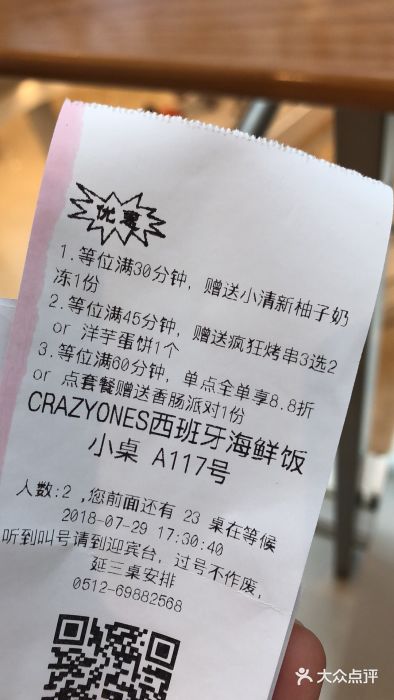 优惠
1.等位满30分钟，赠送小清新柚子奶
冻1份
2.等位满45分钟，赠送疯狂烤串3选2
or 洋芋蛋饼1个
3.等位满60分钟，单点全单享8.8折
or 点套餐赠送香肠派对1份
CRAZYONES西班牙海鲜饭
小桌 A117号
人数:2 ,您前面还有 23 桌在等候
2018-07-29 17:30:40
听到叫号请到迎宾台，过号不作废，
延三桌安排
0512-69882568
大众点评